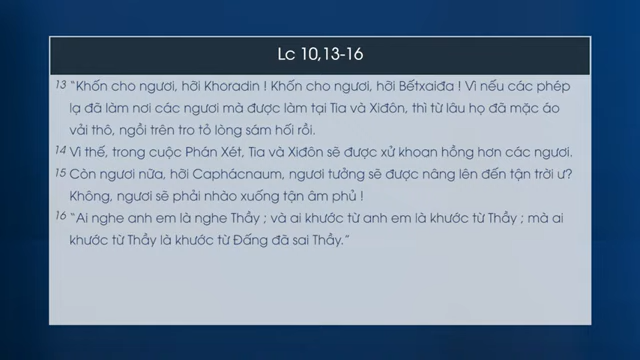 Lc 10,13-16
13 “Khốn cho ngươi, hỡi Khoradin ! Khốn cho ngươi, hỡi Bếtxaiđa ! Vì nếu các phép
lạ đã làm nơi các ngươi mà được làm tại Tia và Xiđôn, thì từ lâu họ đã mặc áo
vải thô, ngồi trên tro tỏ lòng sám hối rồi.
14 Vì thế, trong cuộc Phán Xét, Tia và Xiđôn sẽ được xử khoan hồng hơn các ngươi.
15 Còn ngươi nữa, hỡi Caphácnaum, ngươi tưởng sẽ được nâng lên đến tận trời ư?
Không, ngươi sẽ phải nhào xuống tận âm phủ !
16 “Ai nghe anh em là nghe Thầy ; và ai khước từ anh em là khước từ Thầy ; mà ai
khước từ Thầy là khước từ Đấng đã sai Thầy.”